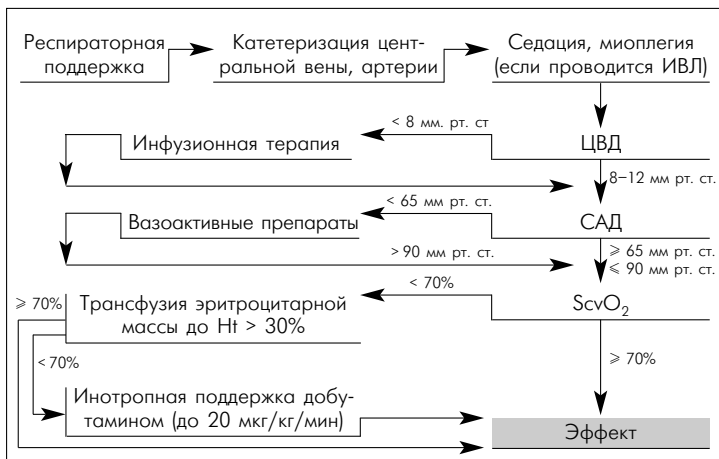 Респираторная
поддержка
Катетеризация цент-
ральной вены, артерии
Седация, миоплегия
(если проводится ИВЛ)
< 8 мм. рт. ст
Инфузионная терапия
ЦВД
8–12 мм рт. ст.
< 65 мм рт. ст.
Вазоактивные препараты
САД
> 90 мм рт. ст.
⩾ 65 мм рт. ст.
⩽ 90 мм рт. ст.
< 70%
⩾ 70%
Трансфузия эритроцитарной
массы до Ht > 30%
ScvO₂
< 70%
⩾ 70%
Инотропная поддержка добу-
тамином (до 20 мкг/кг/мин)
Эффект